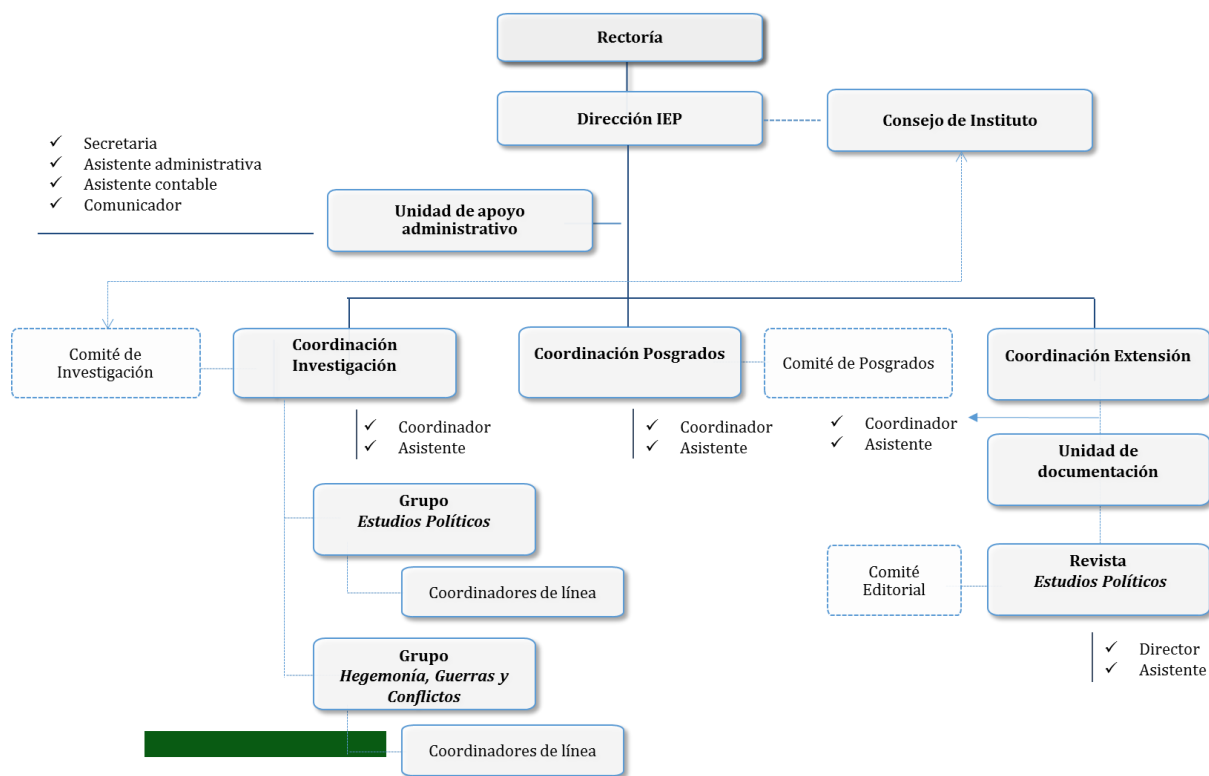 Rectoría
Dirección IEP
Consejo de Instituto
✓ Secretaria
✓ Asistente administrativa
✓ Asistente contable
✓ Comunicador
Unidad de apoyo
administrativo
Comité de
Investigación
Coordinación
Investigación
Coordinación Posgrados
Comité de Posgrados
Coordinación Extensión
✓ Coordinador
✓ Asistente
✓ Coordinador
✓ Asistente
✓ Coordinador
✓ Asistente
Unidad de
documentación
Grupo
Estudios Políticos
Coordinadores de línea
Comité
Editorial
Revista
Estudios Políticos
✓ Director
✓ Asistente
Grupo
Hegemonía, Guerras y
Conflictos
Coordinadores de línea